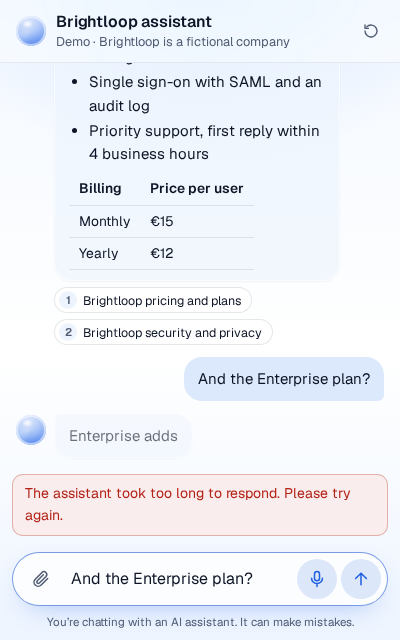 Brightloop assistant
Demo · Brightloop is a fictional company
Single sign-on with SAML and an
audit log
Priority support, first reply within
4 business hours
Billing Price per user
Monthly €15
Yearly €12
1 Brightloop pricing and plans
2 Brightloop security and privacy
And the Enterprise plan?
Enterprise adds
The assistant took too long to respond. Please try
again.
And the Enterprise plan?
You're chatting with an AI assistant. It can make mistakes.